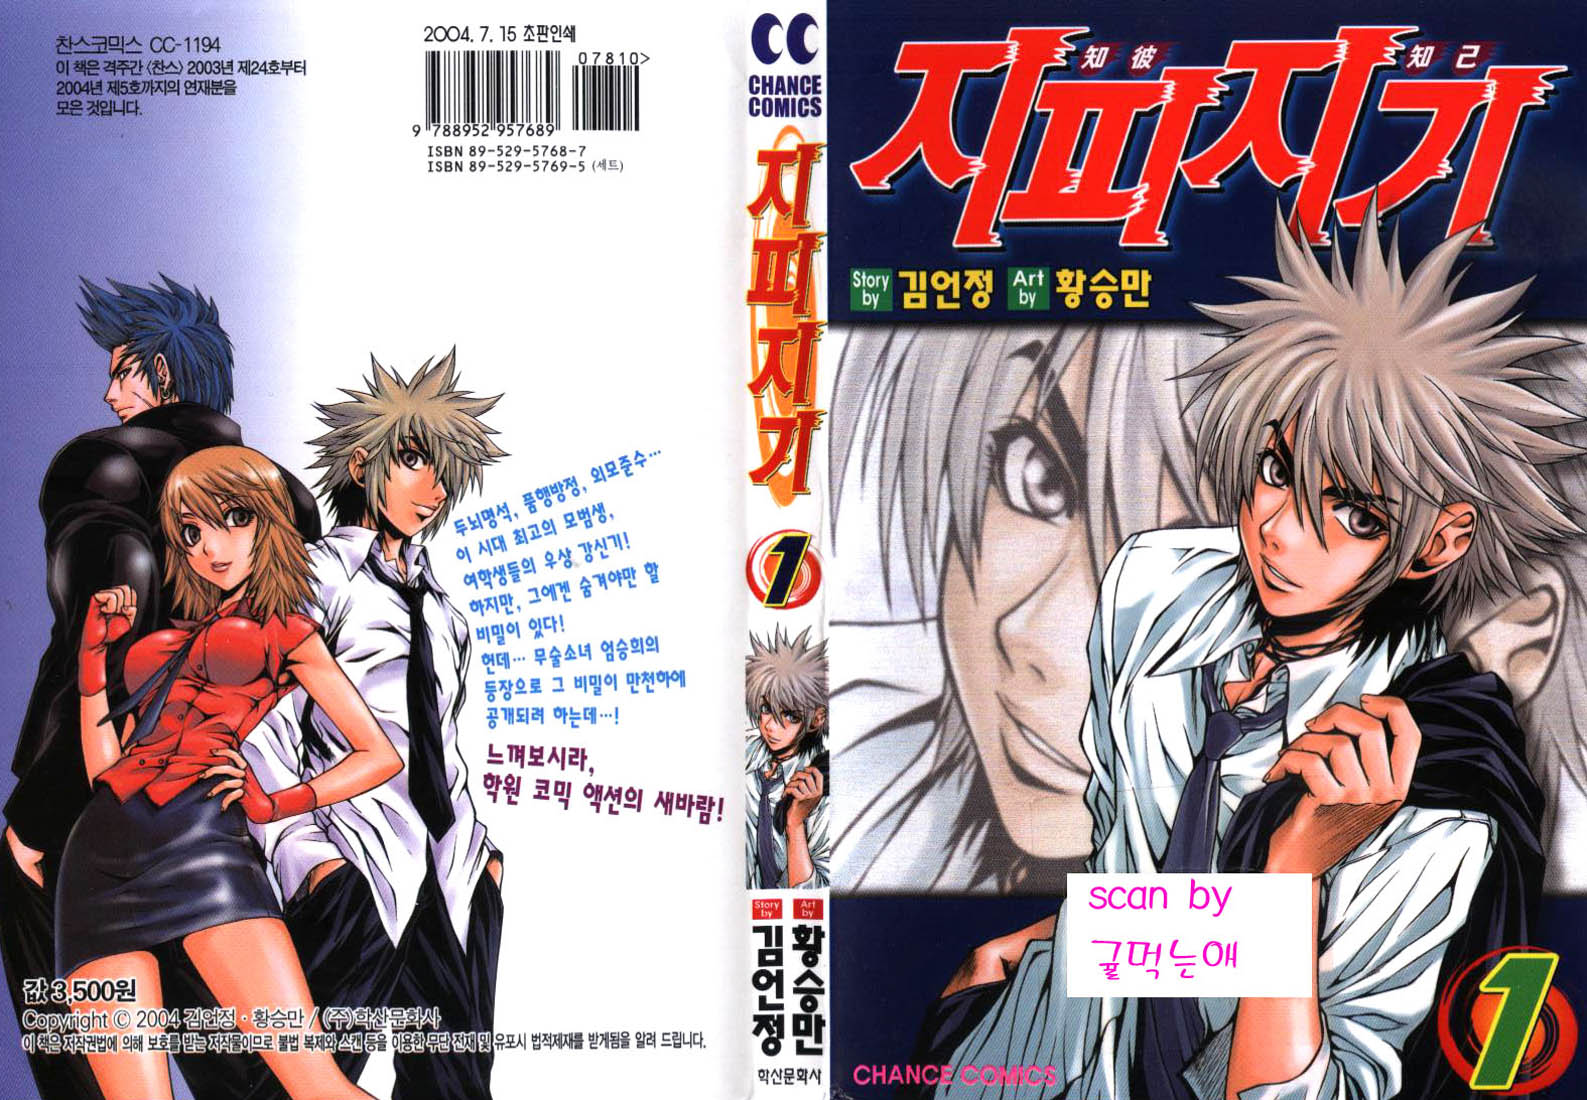 찬스코믹스 CC-1194
이 책은 격주간 〈찬스〉 2003년 제24호부터
2004년 제5호까지의 연재분을
모은 것입니다.
2004. 7. 15 초판인쇄
07810>
9 788952 957689
ISBN 89-529-5768-7
ISBN 89-529-5769-5 (세트)
두뇌명석, 품행방정, 외모준수…
이 시대 최고의 모범생,
여학생들의 우상 강신기!
하지만, 그에겐 숨겨야만 할
비밀이 있다!
헌데… 무술소녀 엄승희의
등장으로 그 비밀이 만천하에
공개되려 하는데…!
느껴보시라,
학원 코믹 액션의 새바람!
값 3,500원
Copyright © 2004 김언정 · 황승만 / (주)학산문화사
이 책은 저작권법에 의해 보호를 받는 저작물이므로 불법 복제와 스캔 등을 이용한 무단 전재 및 유포시 법적제재를 받게됨을 알려 드립니다.
CC
CHANCE
COMICS
지피지기
1
Story by 김언정
Art by 황승만
학산문화사
지피지기
知彼 知己
Story by 김언정 Art by 황승만
scan by
귤먹는애
1
CHANCE COMICS